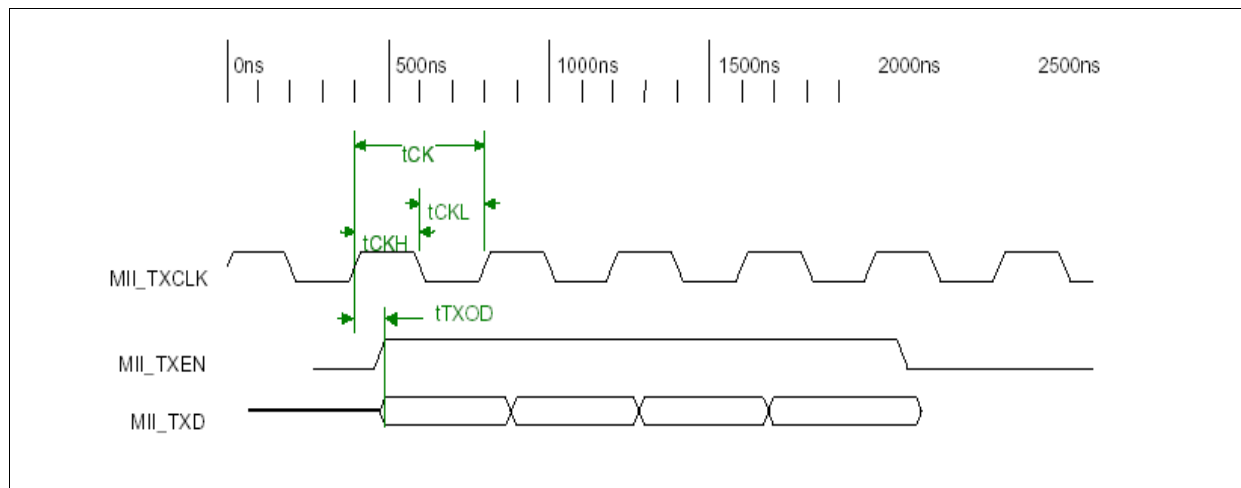 0ns 500ns 1000ns 1500ns 2000ns 2500ns
tCK
tCKL
tCKH
MII_TXCLK
tTXOD
MII_TXEN
MII_TXD